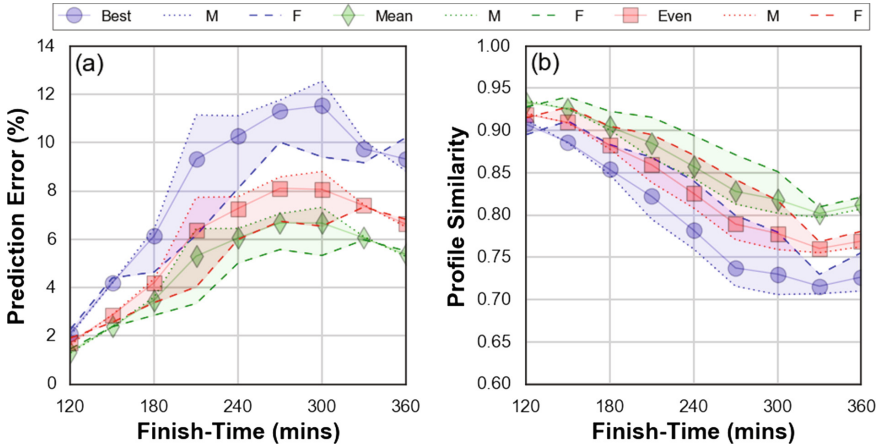 Best M F Mean M F Even M F
(a)
14
12
10
8
6
4
2
0
Prediction Error (%)
120 180 240 300 360
Finish-Time (mins)
(b)
1.00
0.95
0.90
0.85
0.80
0.75
0.70
0.65
0.60
Profile Similarity
120 180 240 300 360
Finish-Time (mins)